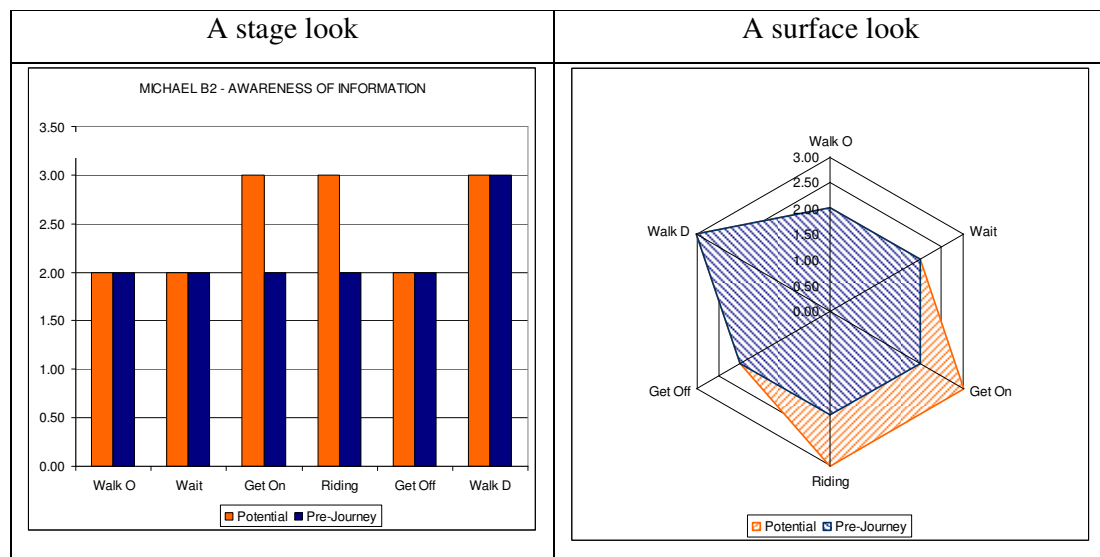 A stage look
A surface look
MICHAEL B2 - AWARENESS OF INFORMATION
3.50
3.00
2.50
2.00
1.50
1.00
0.50
0.00
Walk O Wait Get On Riding Get Off Walk D
Potential Pre-Journey
Walk O
3.00
2.50
2.00
1.50
1.00
0.50
0.00
Wait
Get On
Riding
Get Off
Walk D
Potential Pre-Journey